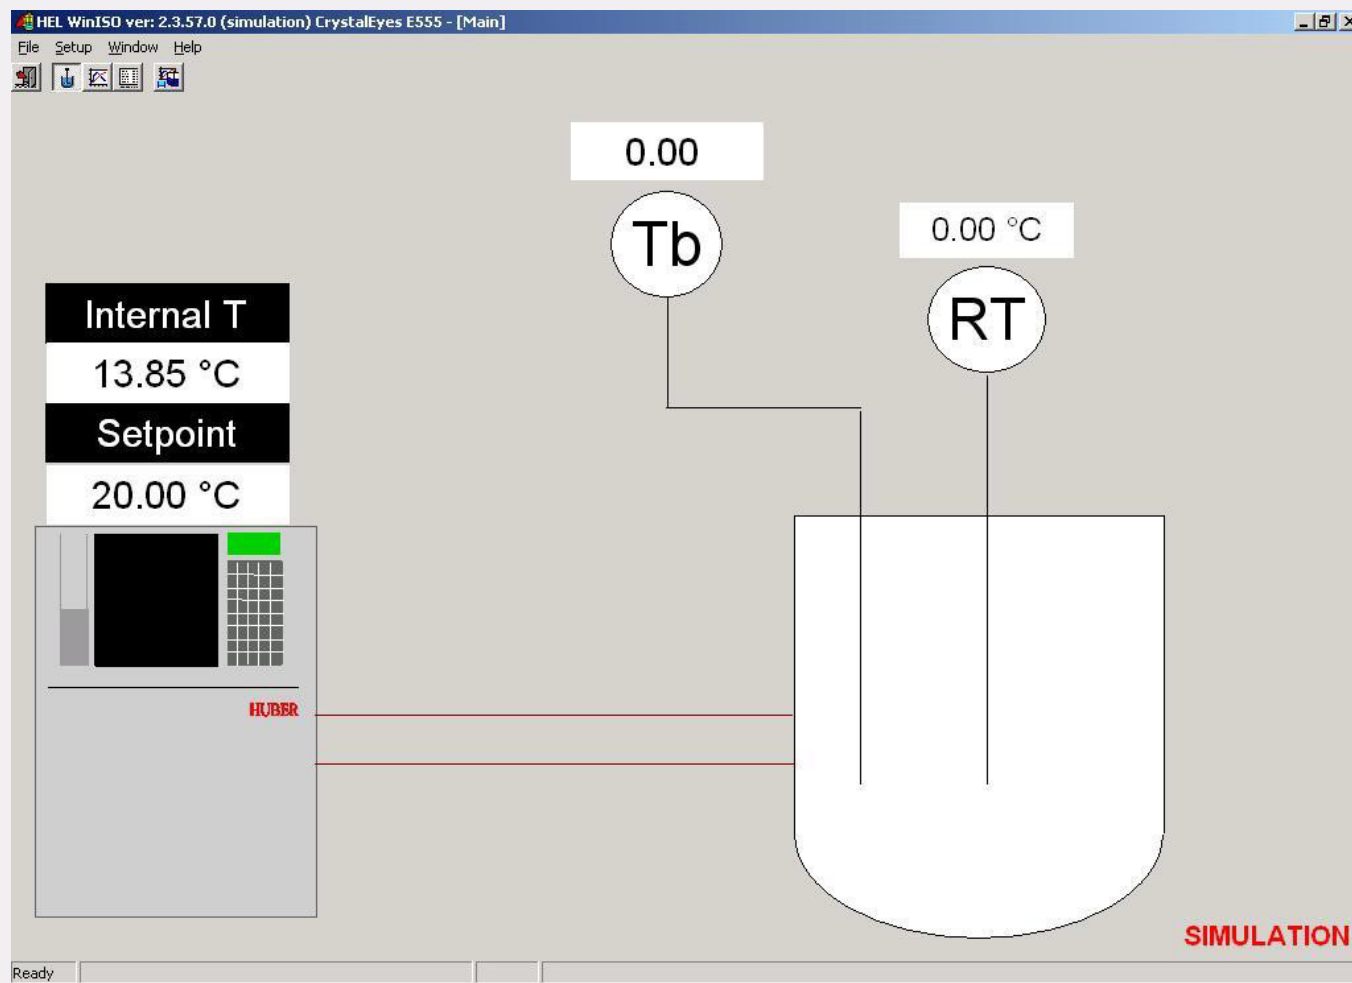 HEL WinISO ver: 2.3.57.0 (simulation) CrystalEyes E555 - [Main]
File Setup Window Help
0.00
Tb
0.00 °C
RT
Internal T
13.85 °C
Setpoint
20.00 °C
HUBER
SIMULATION
Ready